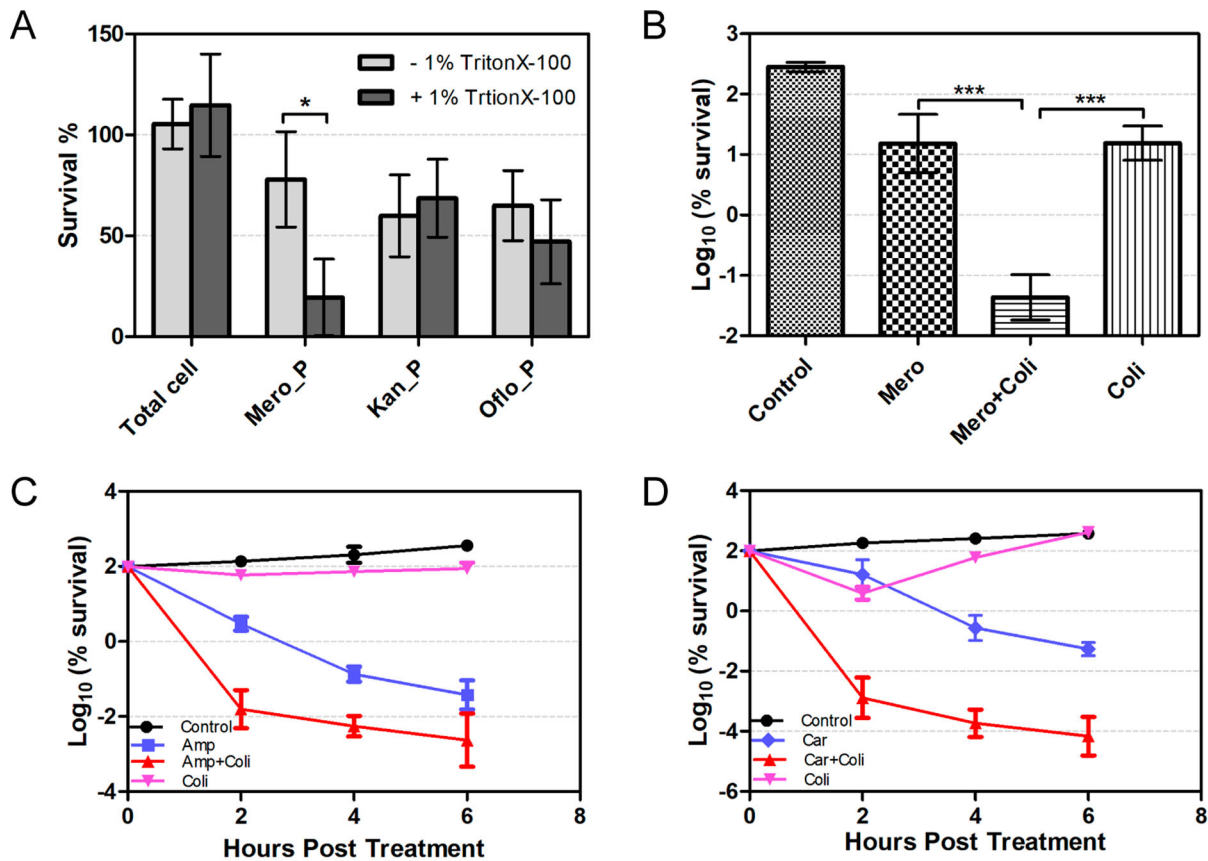 A
150
100
50
0
Survival %
- 1% TritonX-100
+ 1% TrtionX-100
*
Total cell
Mero_P
Kan_P
Oflo_P
B
3
2
1
0
-1
-2
Log10 (% survival)
***
***
Control
Mero
Mero+Coli
Coli
C
4
2
0
-2
-4
Log10 (% survival)
Control
Amp
Amp+Coli
Coli
0 2 4 6 8
Hours Post Treatment
D
4
2
0
-2
-4
-6
Log10 (% survival)
Control
Car
Car+Coli
Coli
0 2 4 6 8
Hours Post Treatment